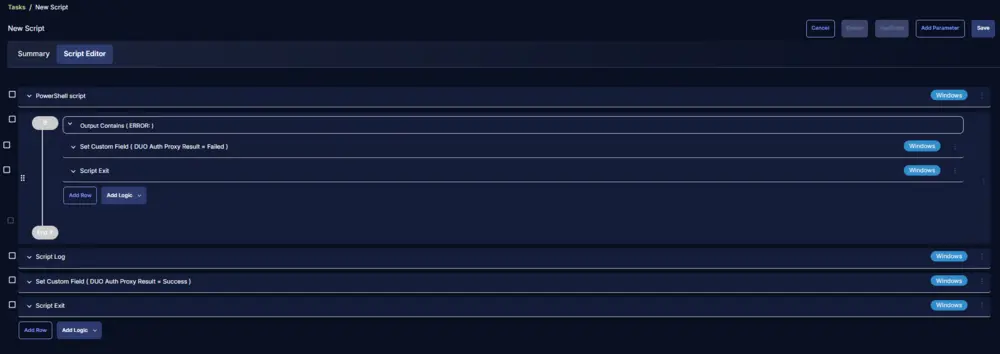 Tasks / New Script
New Script
Cancel
Add Parameter
Save
Summary
Script Editor
PowerShell script
Windows
Output Contains ( ERROR: )
Set Custom Field ( DUO Auth Proxy Result = Failed )
Windows
Script Exit
Windows
Add Row
Add Logic
Script Log
Windows
Set Custom Field ( DUO Auth Proxy Result = Success )
Windows
Script Exit
Windows
Add Row
Add Logic